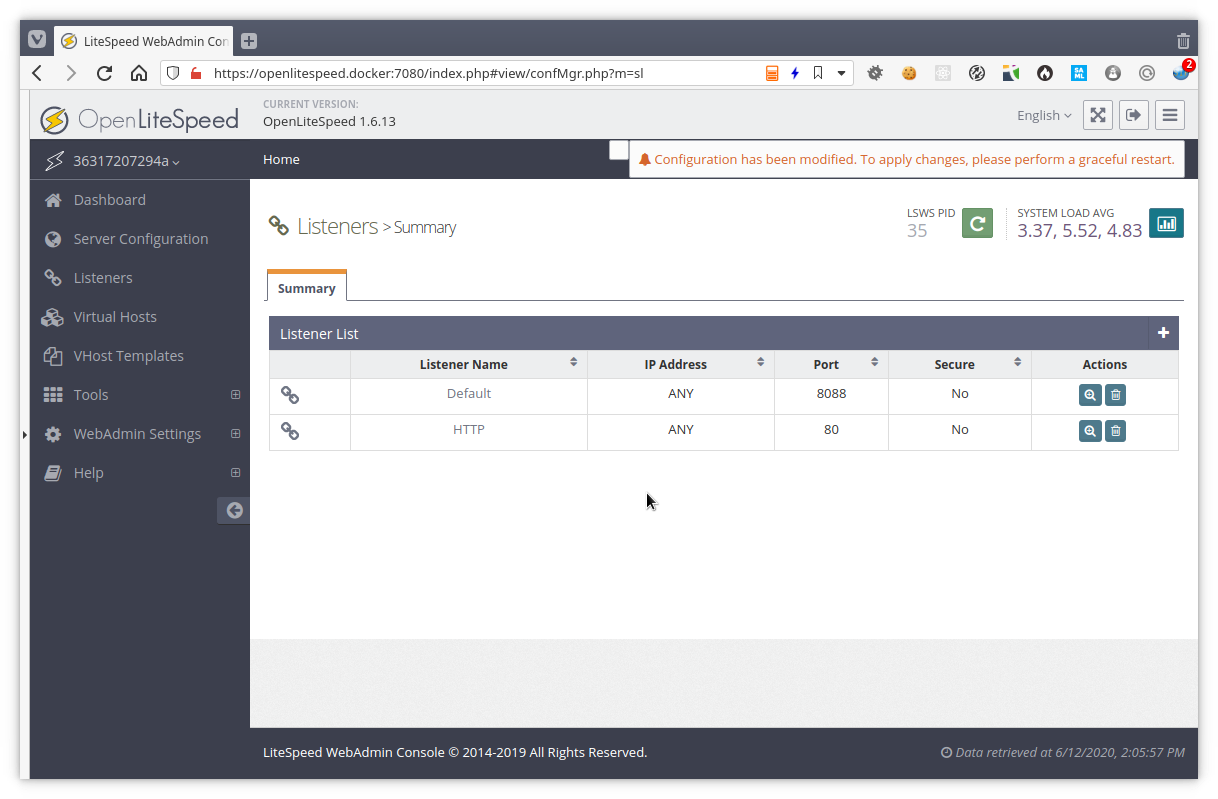 LiteSpeed WebAdmin Con
https://openlitespeed.docker:7080/index.php#view/confMgr.php?m=sl
SAML
2
OpenLiteSpeed
CURRENT VERSION:
OpenLiteSpeed 1.6.13
English
36317207294a
Home
Configuration has been modified. To apply changes, please perform a graceful restart.
Dashboard
Server Configuration
Listeners
Virtual Hosts
VHost Templates
Tools
WebAdmin Settings
Help
Listeners > Summary
LSWS PID
35
SYSTEM LOAD AVG
3.37, 5.52, 4.83
Summary
Listener List
Listener Name IP Address Port Secure Actions
Default ANY 8088 No
HTTP ANY 80 No
LiteSpeed WebAdmin Console © 2014-2019 All Rights Reserved.
Data retrieved at 6/12/2020, 2:05:57 PM